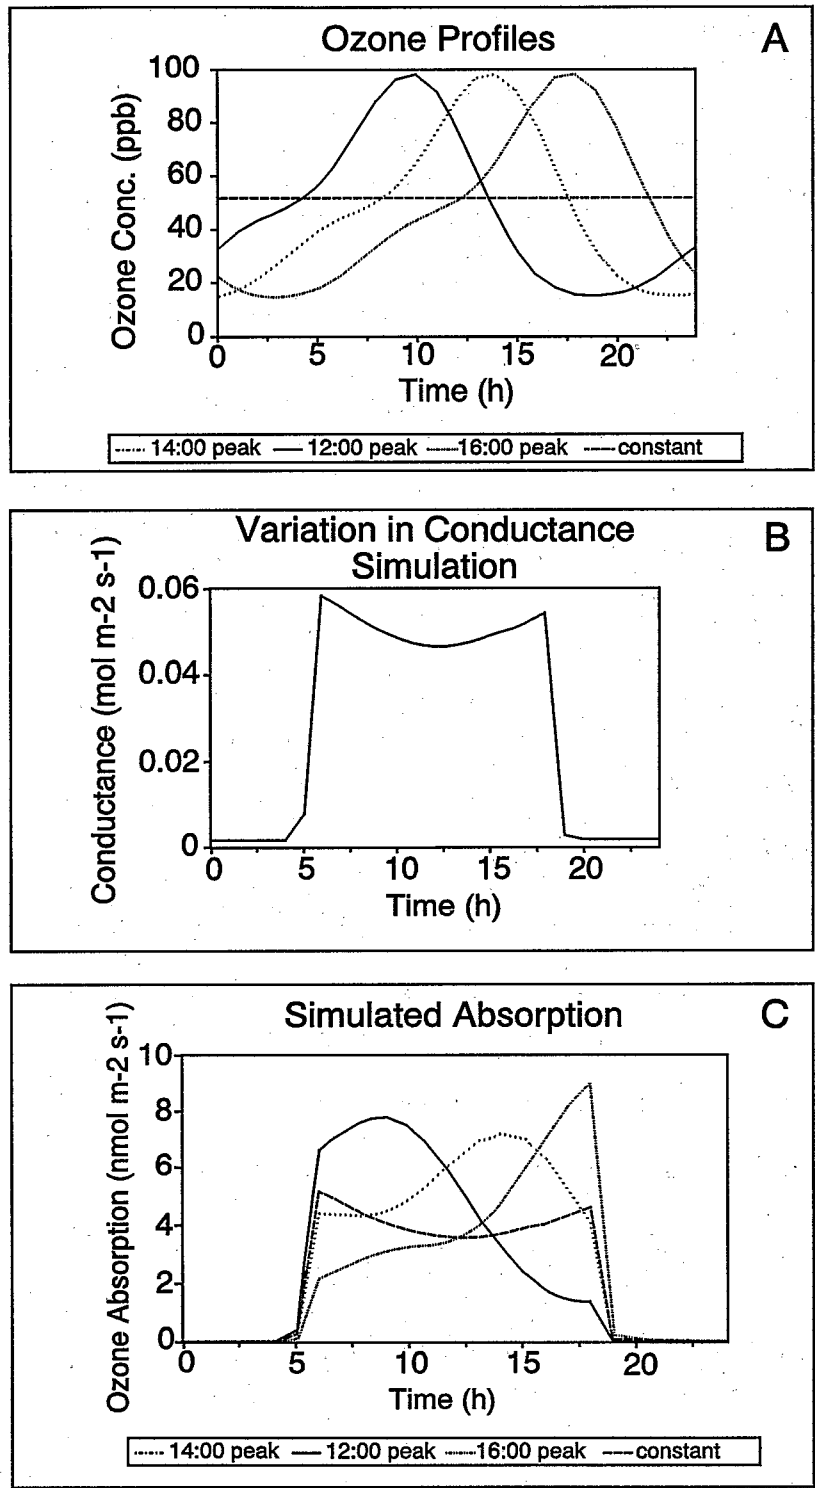 Ozone Profiles
A
Ozone Conc. (ppb)
100
80
60
40
20
0
0 5 10 15 20
Time (h)
14:00 peak 12:00 peak 16:00 peak constant
Variation in Conductance
Simulation
B
Conductance (mol m-2 s-1)
0.06
0.04
0.02
0
0 5 10 15 20
Time (h)
Simulated Absorption
C
Ozone Absorption (nmol m-2 s-1)
10
8
6
4
2
0
0 5 10 15 20
Time (h)
14:00 peak 12:00 peak 16:00 peak constant